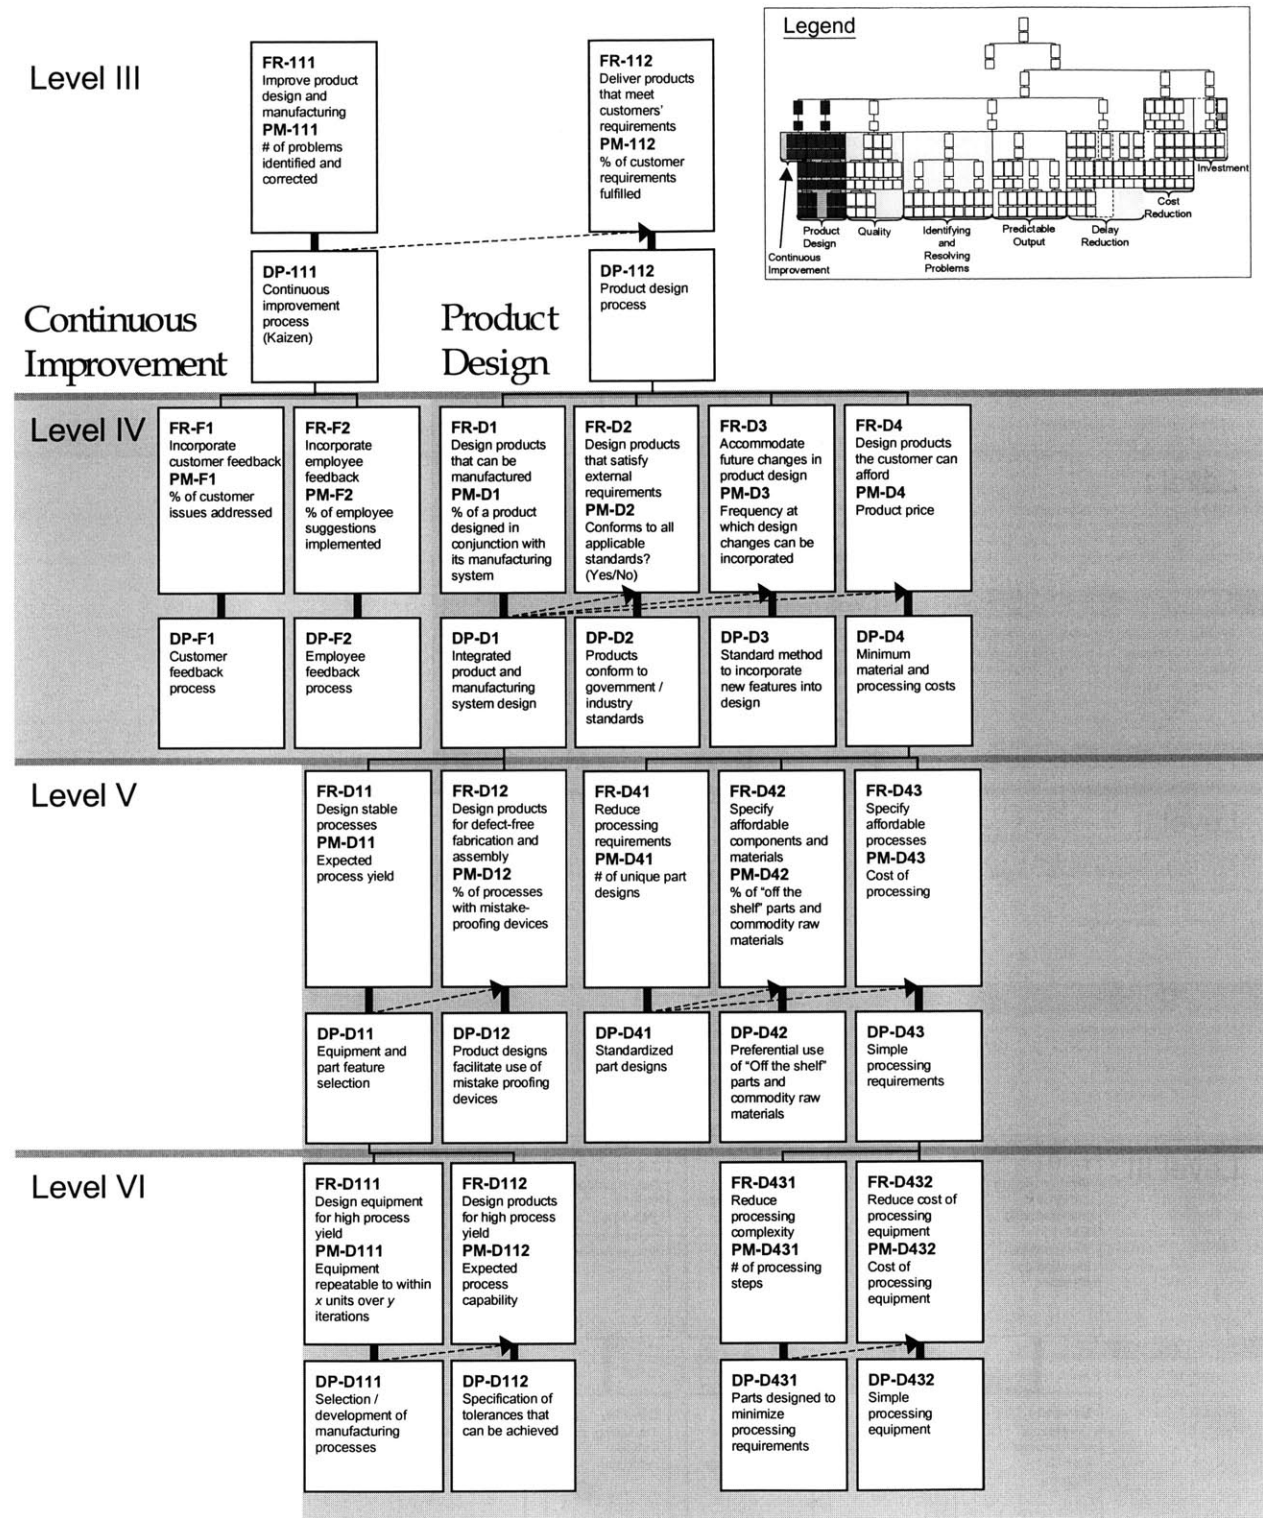 Legend
Investment
Cost
Reduction
Product
Design
Quality
Identifying
and
Resolving
Problems
Predictable
Output
Delay
Reduction
Continuous
Improvement
Level III
FR-111
Improve product
design and
manufacturing
PM-111
# of problems
identified and
corrected
FR-112
Deliver products
that meet
customers'
requirements
PM-112
% of customer
requirements
fulfilled
DP-111
Continuous
improvement
process
(Kaizen)
DP-112
Product design
process
Continuous
Improvement
Product
Design
Level IV
FR-F1
Incorporate
customer feedback
PM-F1
% of customer
issues addressed
FR-F2
Incorporate
employee
feedback
PM-F2
% of employee
suggestions
implemented
FR-D1
Design products
that can be
manufactured
PM-D1
% of a product
designed in
conjunction with
its manufacturing
system
FR-D2
Design products
that satisfy
external
requirements
PM-D2
Conforms to all
applicable
standards?
(Yes/No)
FR-D3
Accommodate
future changes in
product design
PM-D3
Frequency at
which design
changes can be
incorporated
FR-D4
Design products
the customer can
afford
PM-D4
Product price
DP-F1
Customer
feedback
process
DP-F2
Employee
feedback
process
DP-D1
Integrated
product and
manufacturing
system design
DP-D2
Products
conform to
government /
industry
standards
DP-D3
Standard method
to incorporate
new features into
design
DP-D4
Minimum
material and
processing costs
Level V
FR-D11
Design stable
processes
PM-D11
Expected
process yield
FR-D12
Design products
for defect-free
fabrication and
assembly
PM-D12
% of processes
with mistake-
proofing devices
FR-D41
Reduce
processing
requirements
PM-D41
# of unique part
designs
FR-D42
Specify
affordable
components and
materials
PM-D42
% of "off the
shelf" parts and
commodity raw
materials
FR-D43
Specify
affordable
processes
PM-D43
Cost of
processing
DP-D11
Equipment and
part feature
selection
DP-D12
Product designs
facilitate use of
mistake proofing
devices
DP-D41
Standardized
part designs
DP-D42
Preferential use
of "Off the shelf"
parts and
commodity raw
materials
DP-D43
Simple
processing
requirements
Level VI
FR-D111
Design equipment
for high process
yield
PM-D111
Equipment
repeatable to within
x units over y
iterations
FR-D112
Design products
for high process
yield
PM-D112
Expected
process
capability
FR-D431
Reduce
processing
complexity
PM-D431
# of processing
steps
FR-D432
Reduce cost of
processing
equipment
PM-D432
Cost of
processing
equipment
DP-D111
Selection /
development of
manufacturing
processes
DP-D112
Specification of
tolerances that
can be achieved
DP-D431
Parts designed to
minimize
processing
requirements
DP-D432
Simple
processing
equipment